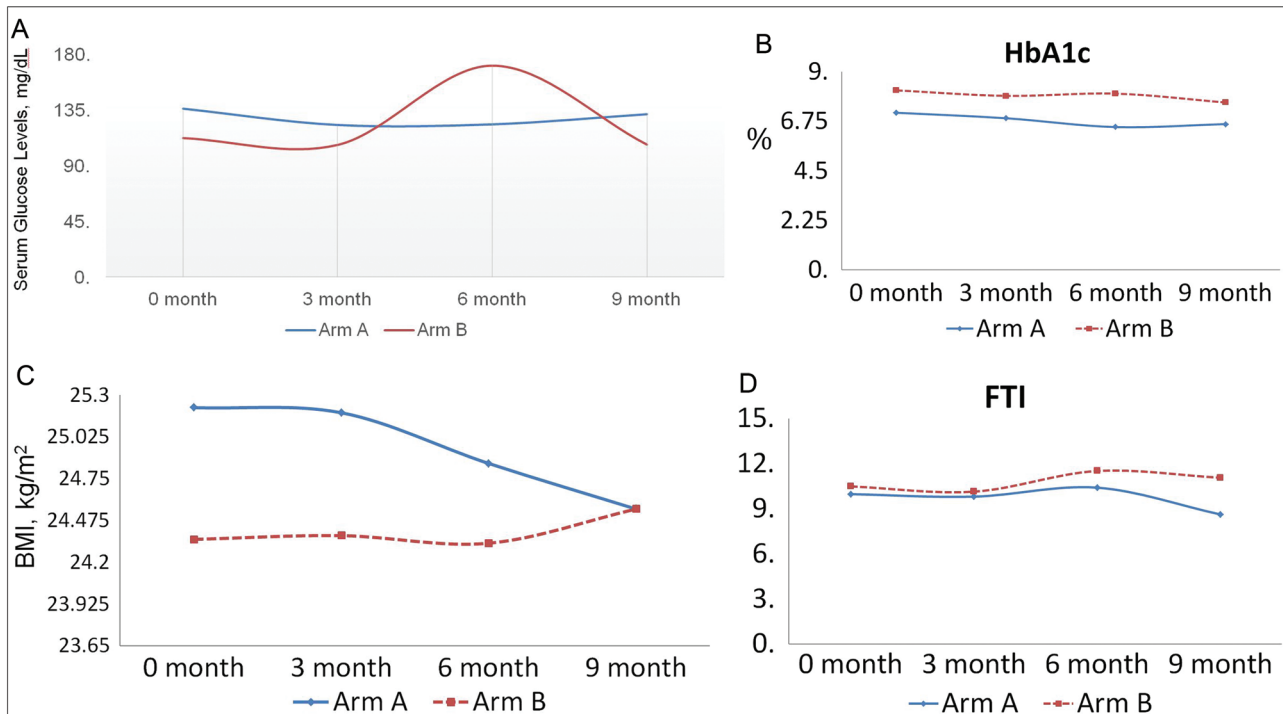 A
Serum Glucose Levels, mg/dL
180.
135.
90.
45.
0.
0 month 3 month 6 month 9 month
Arm A Arm B
B
HbA1c
%
9.
6.75
4.5
2.25
0.
0 month 3 month 6 month 9 month
Arm A Arm B
C
BMI, kg/m²
25.3
25.025
24.75
24.475
24.2
23.925
23.65
0 month 3 month 6 month 9 month
Arm A Arm B
D
FTI
15.
12.
9.
6.
3.
0.
0 month 3 month 6 month 9 month
Arm A Arm B